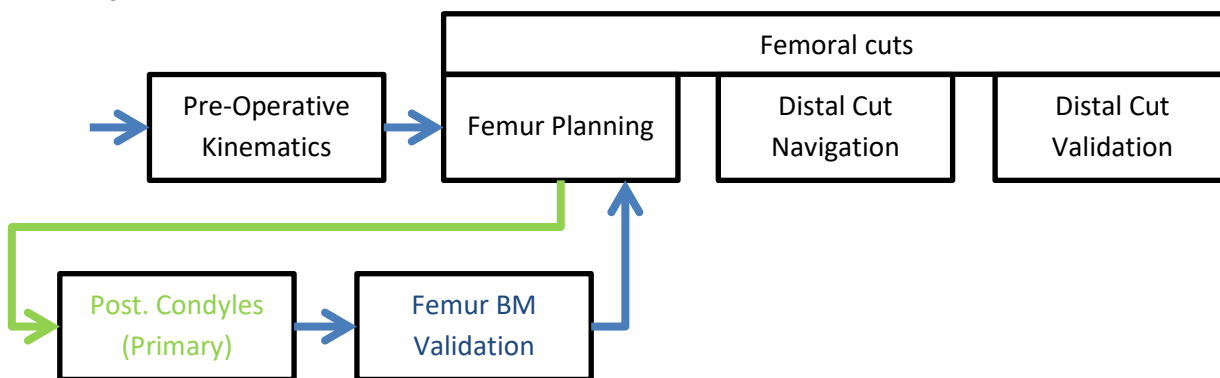 Femoral cuts
Pre-Operative
Kinematics
Femur Planning
Distal Cut
Navigation
Distal Cut
Validation
Post. Condyles
(Primary)
Femur BM
Validation